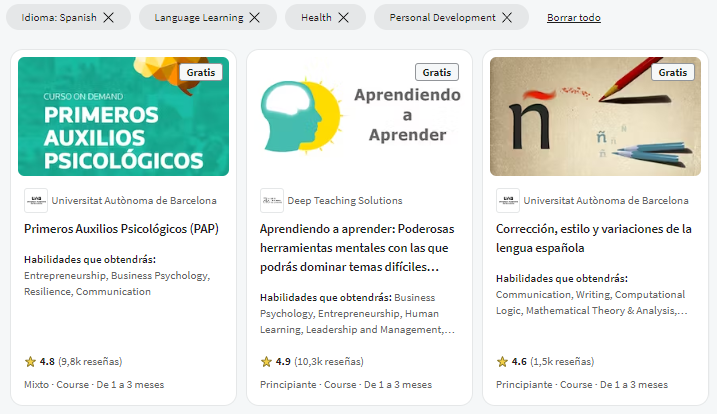 Idioma: Spanish
Language Learning
Health
Personal Development
Borrar todo
Gratis
CURSO ON DEMAND
PRIMEROS
AUXILIOS
PSICOLÓGICOS
Universitat Autònoma de Barcelona
Primeros Auxilios Psicológicos (PAP)
Habilidades que obtendrás:
Entrepreneurship, Business Psychology,
Resilience, Communication
4.8 (9,8k reseñas)
Mixto · Course · De 1 a 3 meses
Gratis
Aprendiendo
a
Aprender
Deep Teaching Solutions
Aprendiendo a aprender: Poderosas
herramientas mentales con las que
podrás dominar temas difíciles...
Habilidades que obtendrás: Business
Psychology, Entrepreneurship, Human
Learning, Leadership and Management,...
4.9 (10,3k reseñas)
Principiante · Course · De 1 a 3 meses
Gratis
ñ
ñ
ñ
ñ
Universitat Autònoma de Barcelona
Corrección, estilo y variaciones de la
lengua española
Habilidades que obtendrás:
Communication, Writing, Computational
Logic, Mathematical Theory & Analysis,...
4.6 (1,5k reseñas)
Principiante · Course · De 1 a 3 meses